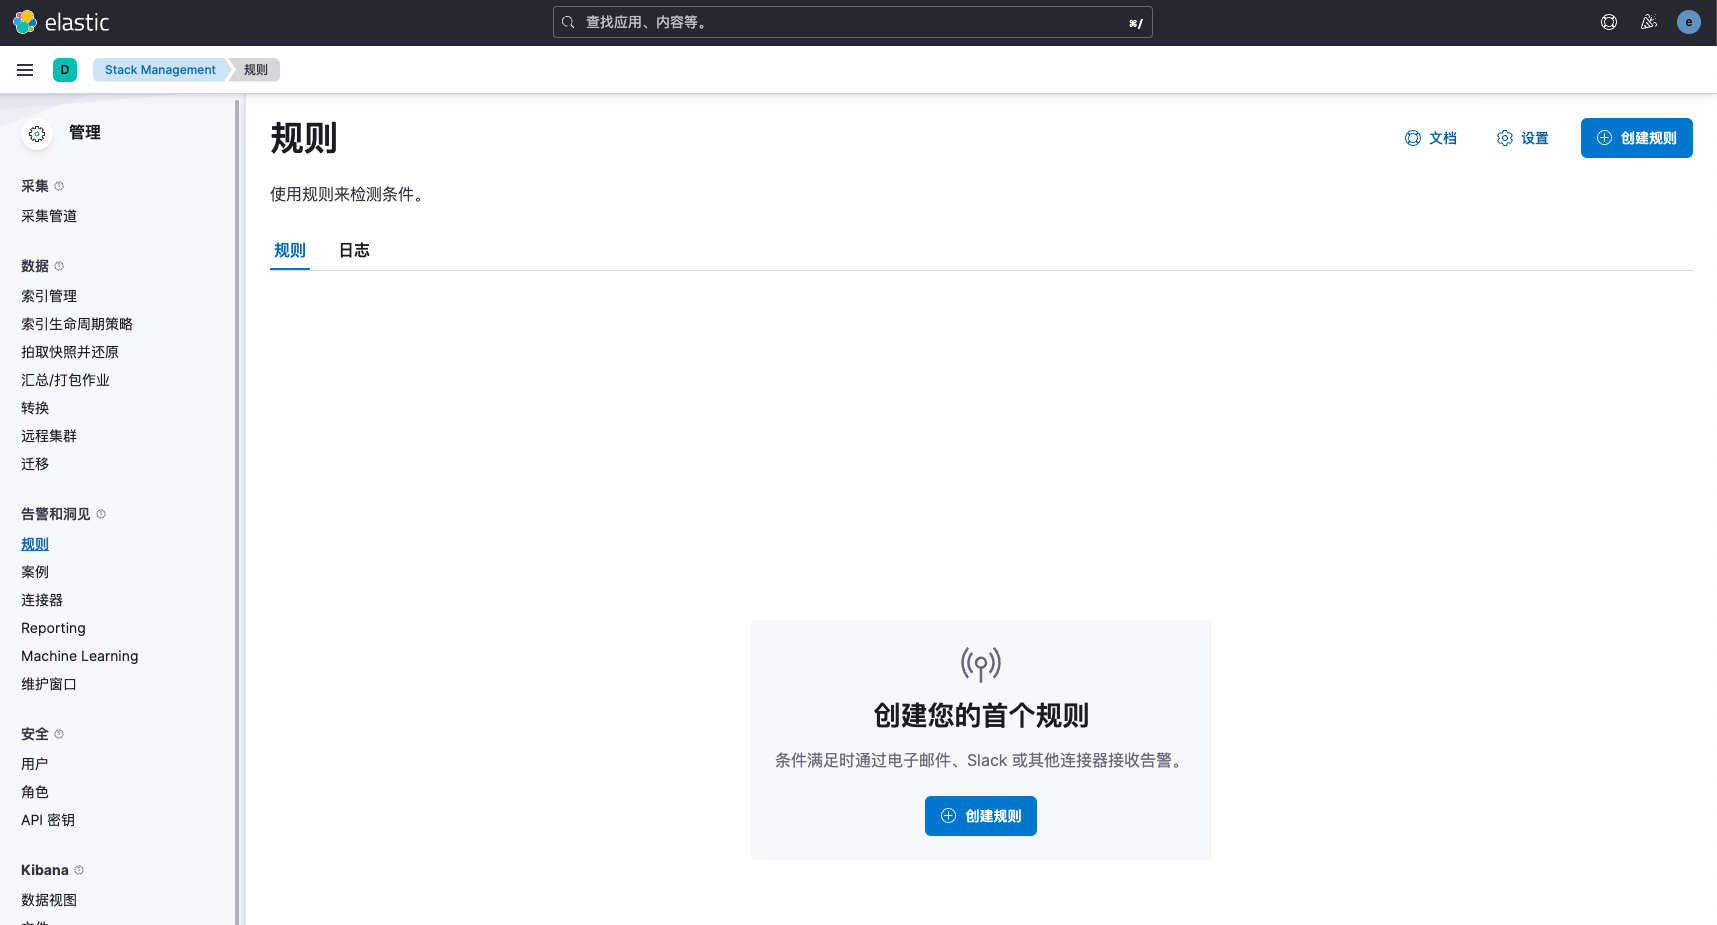 elastic
查找应用、内容等。
⌘/
e
D
Stack Management
规则
管理
采集
采集管道
数据
索引管理
索引生命周期策略
拍取快照并还原
汇总/打包作业
转换
远程集群
迁移
告警和洞见
规则
案例
连接器
Reporting
Machine Learning
维护窗口
安全
用户
角色
API 密钥
Kibana
数据视图
规则
文档
设置
创建规则
使用规则来检测条件。
规则
日志
创建您的首个规则
条件满足时通过电子邮件、Slack 或其他连接器接收告警。
创建规则